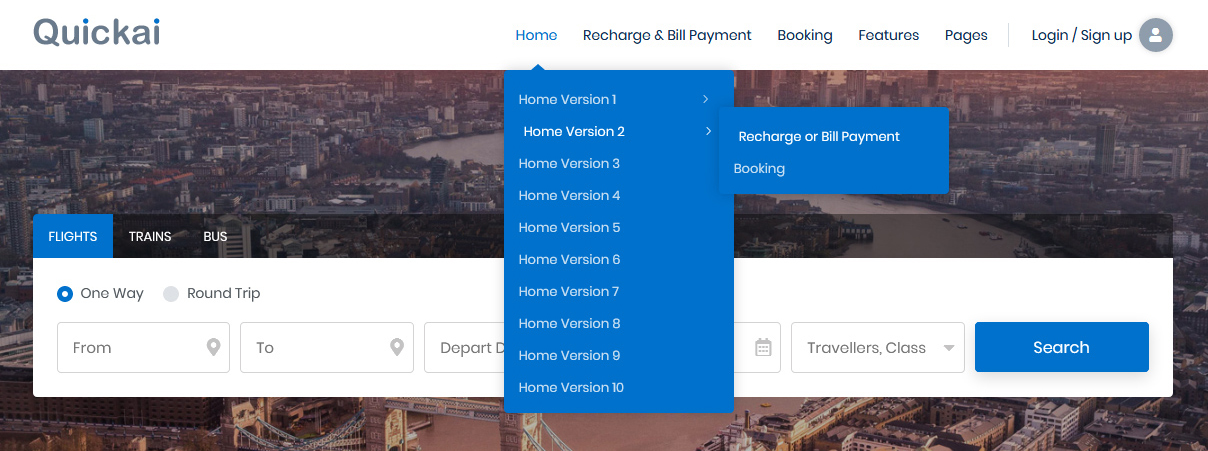 Quickai
Home Recharge & Bill Payment Booking Features Pages Login / Sign up
Home Version 1
Home Version 2
Home Version 3
Home Version 4
Home Version 5
Home Version 6
Home Version 7
Home Version 8
Home Version 9
Home Version 10
Recharge or Bill Payment
Booking
FLIGHTS TRAINS BUS
One Way Round Trip
From To Depart D Travellers, Class Search